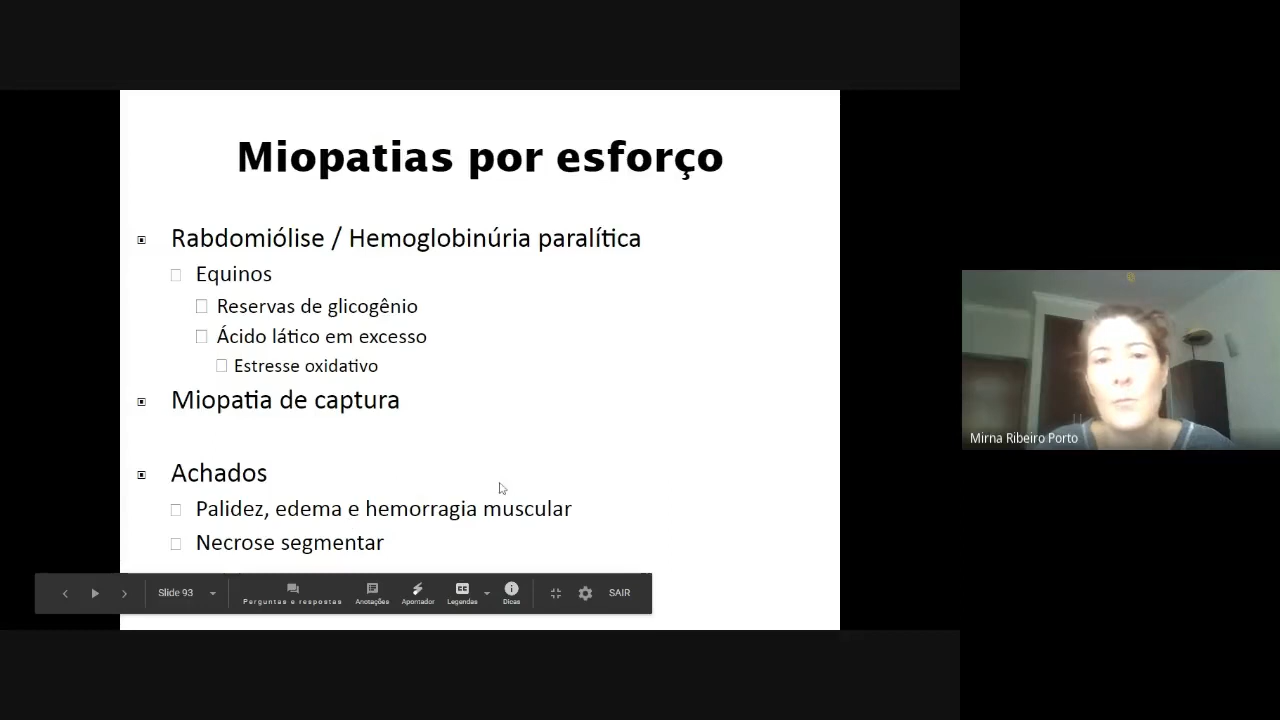 Miopatias por esforço
Rabdomiólise / Hemoglobinúria paralítica
Equinos
Reservas de glicogênio
Ácido lático em excesso
Estresse oxidativo
Miopatia de captura
Achados
Palidez, edema e hemorragia muscular
Necrose segmentar
Slide 93
Perguntas e respostas
Anotações
Apontador
Legendas
Dicas
SAIR
Mirna Ribeiro Porto